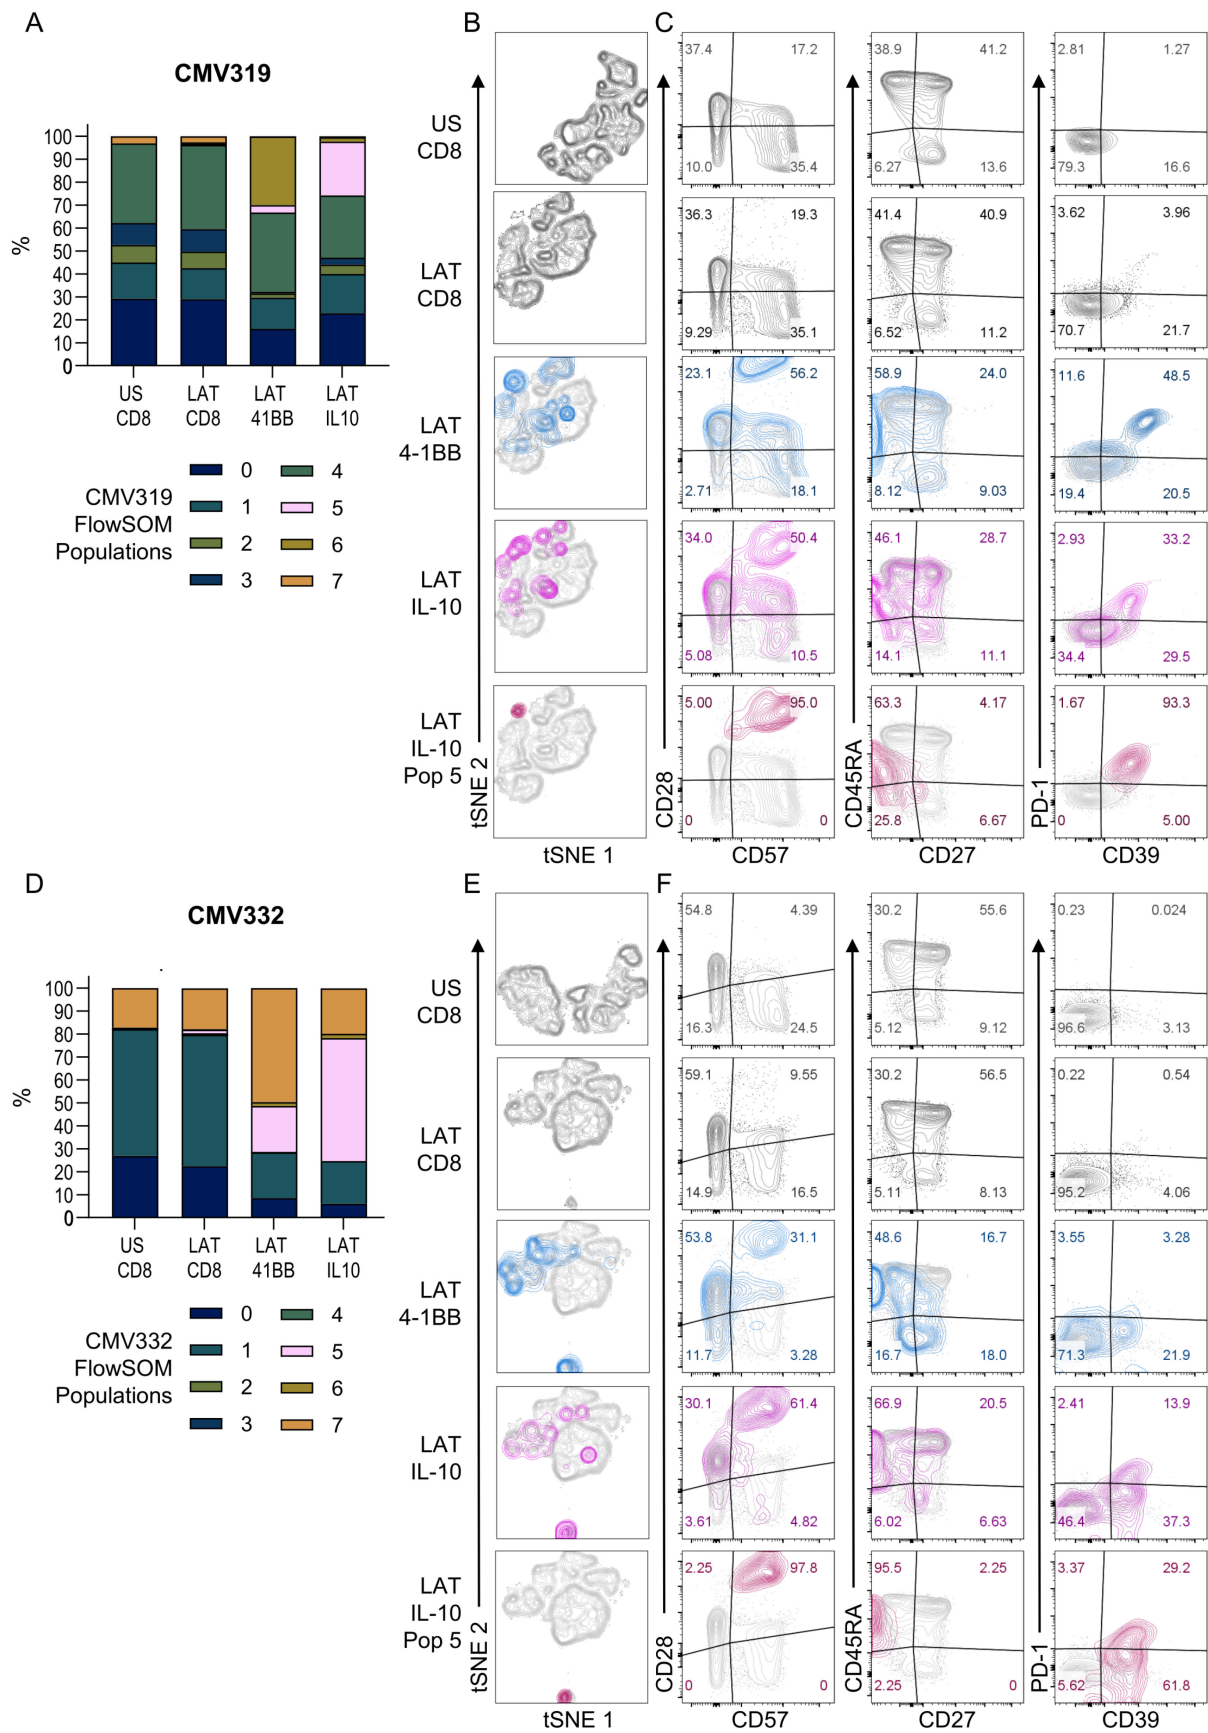 A
CMV319
100
90
80
70
60
50
40
30
20
10
0
%
US CD8
LAT CD8
LAT 41BB
LAT IL10
CMV319 FlowSOM Populations
0
1
2
3
4
5
6
7
B
C
US CD8
37.4 17.2
10.0 35.4
38.9 41.2
6.27 13.6
2.81 1.27
79.3 16.6
LAT CD8
36.3 19.3
9.29 35.1
41.4 40.9
6.52 11.2
3.62 3.96
70.7 21.7
LAT 4-1BB
23.1 56.2
2.71 18.1
58.9 24.0
8.12 9.03
11.6 48.5
19.4 20.5
LAT IL-10
34.0 50.4
5.08 10.5
46.1 28.7
14.1 11.1
2.93 33.2
34.4 29.5
LAT IL-10 Pop 5
5.00 95.0
0 0
63.3 4.17
25.8 6.67
1.67 93.3
0 5.00
tSNE 2
CD28
CD45RA
PD-1
tSNE 1
CD57
CD27
CD39
D
CMV332
100
90
80
70
60
50
40
30
20
10
0
%
US CD8
LAT CD8
LAT 41BB
LAT IL10
CMV332 FlowSOM Populations
0
1
2
3
4
5
6
7
E
F
US CD8
54.8 4.39
16.3 24.5
30.2 55.6
5.12 9.12
0.23 0.024
96.6 3.13
LAT CD8
59.1 9.55
14.9 16.5
30.2 56.5
5.11 8.13
0.22 0.54
95.2 4.06
LAT 4-1BB
53.8 31.1
11.7 3.28
48.6 16.7
16.7 18.0
3.55 3.28
71.3 21.9
LAT IL-10
30.1 61.4
3.61 4.82
66.9 20.5
6.02 6.63
2.41 13.9
46.4 37.3
LAT IL-10 Pop 5
2.25 97.8
0 0
95.5 2.25
2.25 0
3.37 29.2
5.62 61.8
tSNE 2
CD28
CD45RA
PD-1
tSNE 1
CD57
CD27
CD39